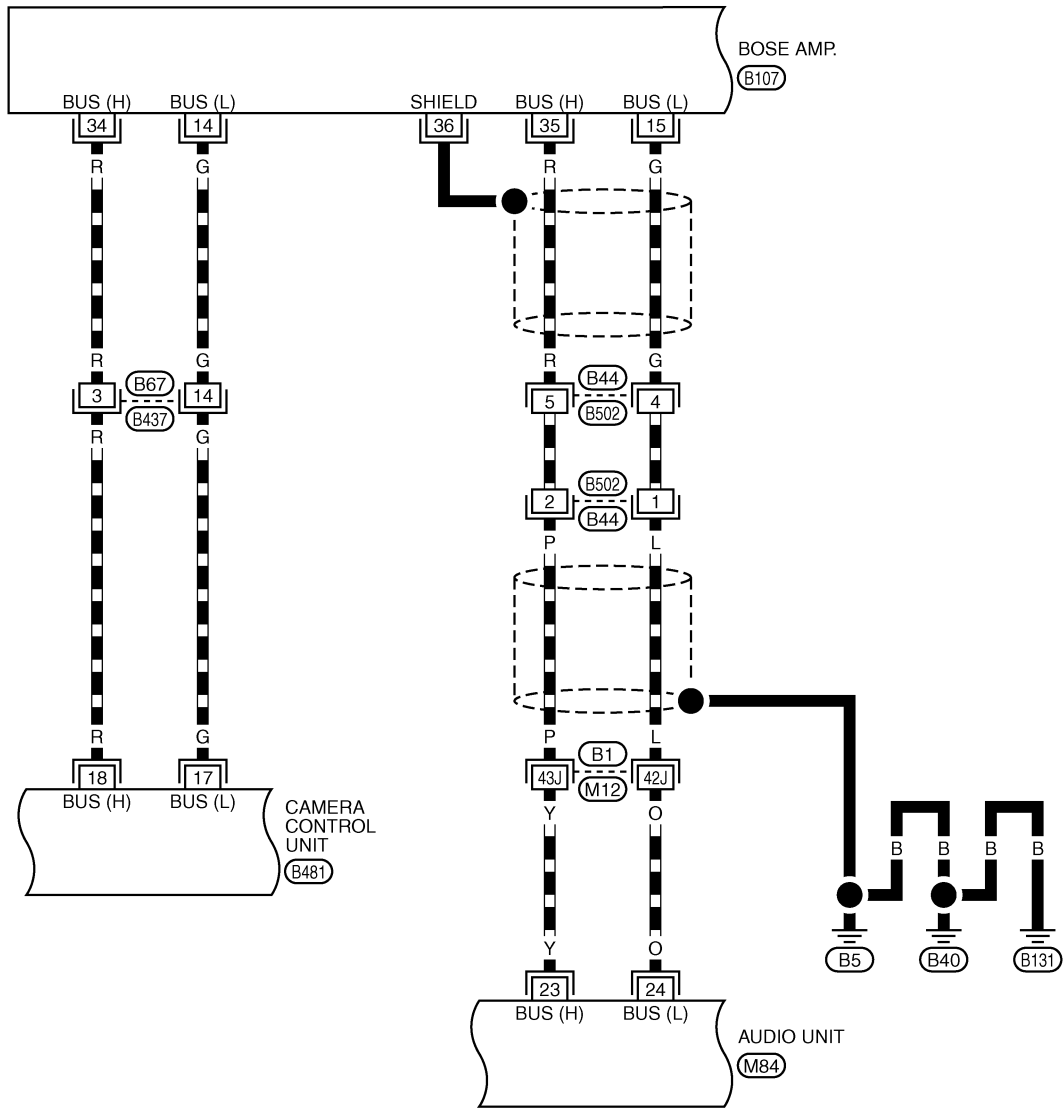 BOSE AMP.
B107
BUS (H) BUS (L) SHIELD BUS (H) BUS (L)
34 14 36 35 15
R G R G
R G R G
B67 B44
3 14 5 4
B437 B502
R G
B502
2 1
B44
P L
R G P L
B1
18 17 43J 42J
M12
BUS (H) BUS (L)
CAMERA
CONTROL
UNIT
B481
Y O
B B B B
Y O
B5 B40 B131
23 24
BUS (H) BUS (L)
AUDIO UNIT
M84